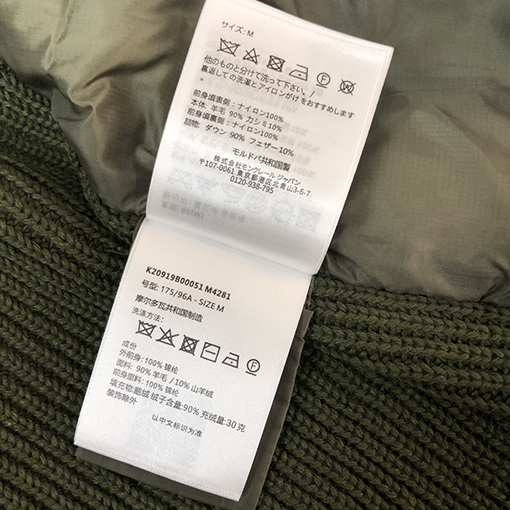 サイズ: M
他のものと分けて洗って下さい。/
裏返しての洗濯とアイロンがけをおすすめします
前身頃表側:ナイロン100%
本体: 羊毛 90% カシミ10%
前身頃裏側:ナイロン100%
詰物: ダウン 90% フェザー10%
モルドバ共和国製
株式会社モンクレール ジャパン
〒107-0061 東京都港区北青山3-6-7
0120-938-795
K20919B00051 M4281
号型: 175/96A - SIZE M
摩尔多瓦共和国制造
洗涤方法:
成份
外前身: 100% 锦纶
面料: 90% 羊毛 / 10% 山羊绒
前身里料: 100% 锦纶
填充物:鹅绒 绒子含量:90% 充绒量:30克
装饰除外
以中文标识为准